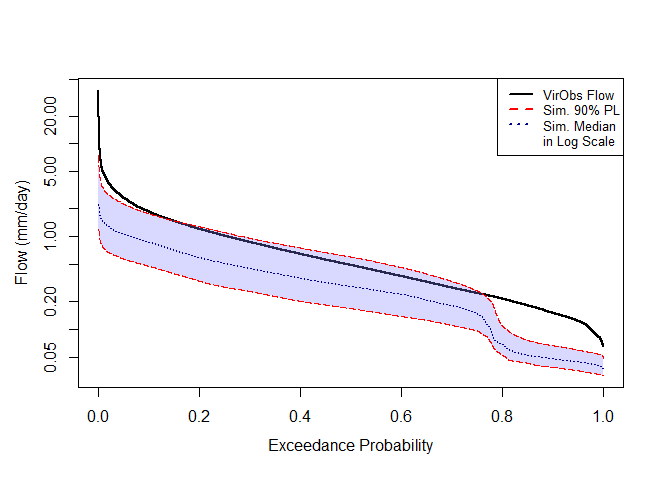 VirObs Flow
Sim. 90% PL
Sim. Median
in Log Scale
Flow (mm/day)
20.00
5.00
1.00
0.20
0.05
0.0 0.2 0.4 0.6 0.8 1.0
Exceedance Probability